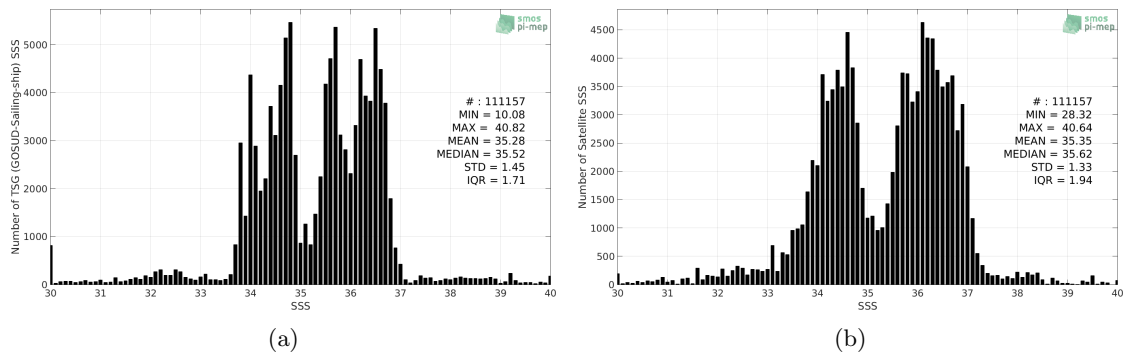 smos
pi-mep
5000
4000
3000
2000
1000
0
Number of TSG (GOSUD-Sailing-ship) SSS
# : 111157
MIN = 10.08
MAX = 40.82
MEAN = 35.28
MEDIAN = 35.52
STD = 1.45
IQR = 1.71
30 31 32 33 34 35 36 37 38 39 40
SSS
(a)
smos
pi-mep
4500
4000
3500
3000
2500
2000
1500
1000
500
0
Number of Satellite SSS
# : 111157
MIN = 28.32
MAX = 40.64
MEAN = 35.35
MEDIAN = 35.62
STD = 1.33
IQR = 1.94
30 31 32 33 34 35 36 37 38 39 40
SSS
(b)